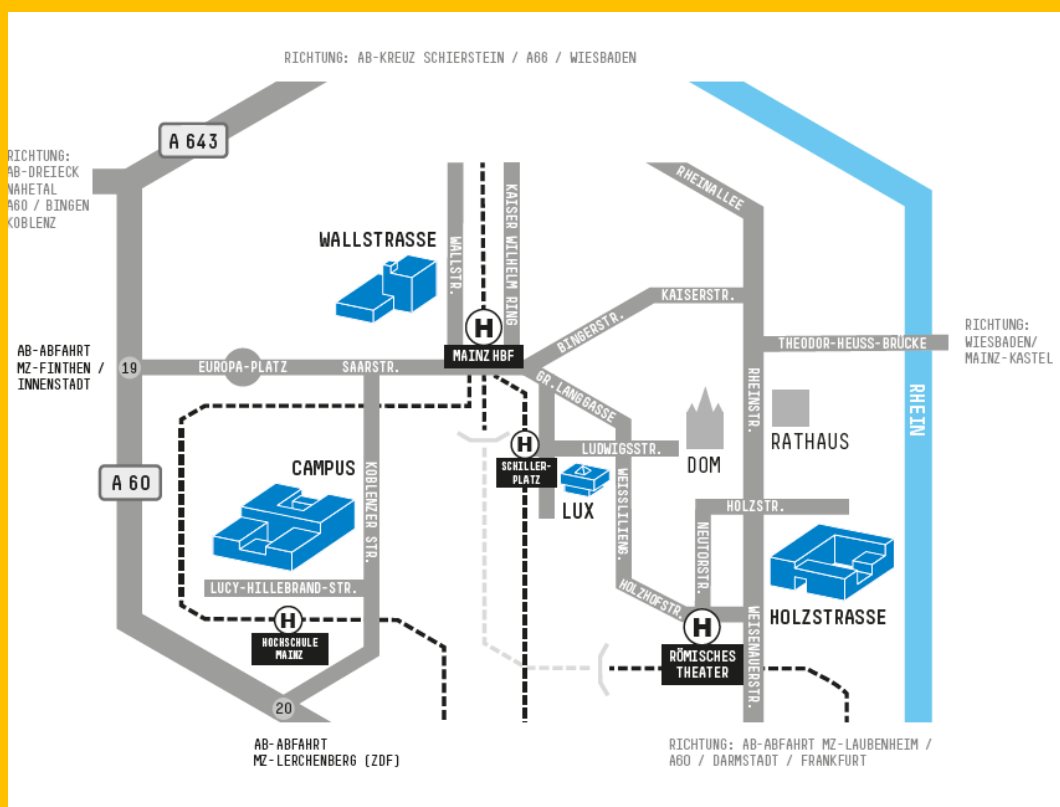 RICHTUNG: AB-KREUZ SCHIERSTEIN / A66 / WIESBADEN
A 643
RICHTUNG:
AB-DREIECK
NAHETAL
A60 / BINGEN
KOBLENZ
RHEINALLEE
WALLSTRASSE
WALLSTR.
KAISER WILHELM RING
KAISERSTR.
BINGERSTR.
H
MAINZ HBF
RICHTUNG:
WIESBADEN/
MAINZ-KASTEL
THEODOR-HEUSS-BRÜCKE
AB-ABFAHRT
MZ-FINTHEN /
INNENSTADT
19
EUROPA-PLATZ
SAARSTR.
GR.LANGGASSE
RHEINSTR.
RHEIN
RATHAUS
DOM
LUDWIGSSTR.
H
SCHILLER-
PLATZ
LUX
A 60
CAMPUS
KOBLENZER STR.
WEISSLILIENG.
HOLZSTR.
NEUTORSTR.
LUCY-HILLEBRAND-STR.
HOLZHOFSTR.
HOLZSTRASSE
H
HOCHSCHULE
MAINZ
H
RÖMISCHES
THEATER
WEISENAUERSTR.
20
AB-ABFAHRT
MZ-LERCHENBERG (ZDF)
RICHTUNG: AB-ABFAHRT MZ-LAUBENHEIM /
A60 / DARMSTADT / FRANKFURT